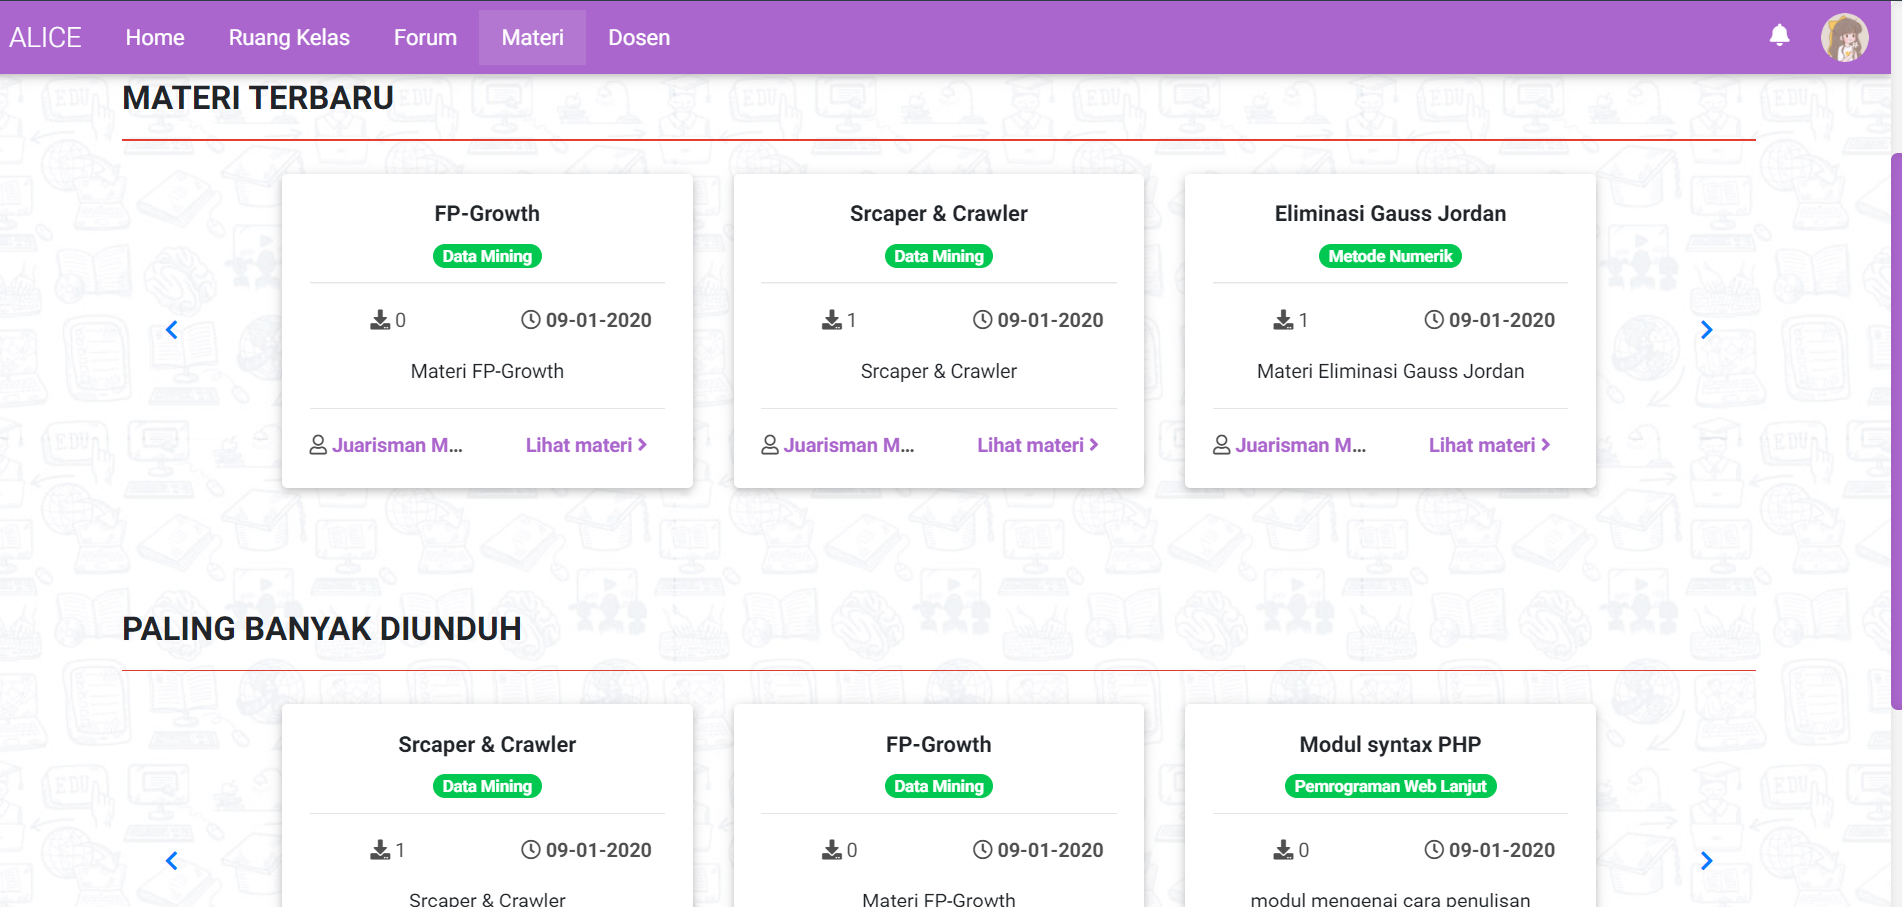 ALICE Home Ruang Kelas Forum Materi Dosen
MATERI TERBARU
FP-Growth
Data Mining
0 09-01-2020
Materi FP-Growth
Juarisman M... Lihat materi
Srcaper & Crawler
Data Mining
1 09-01-2020
Srcaper & Crawler
Juarisman M... Lihat materi
Eliminasi Gauss Jordan
Metode Numerik
1 09-01-2020
Materi Eliminasi Gauss Jordan
Juarisman M... Lihat materi
PALING BANYAK DIUNDUH
Srcaper & Crawler
Data Mining
1 09-01-2020
Srcaper & Crawler
FP-Growth
Data Mining
0 09-01-2020
Materi FP-Growth
Modul syntax PHP
Pemrograman Web Lanjut
0 09-01-2020
modul mengenai cara penulisan